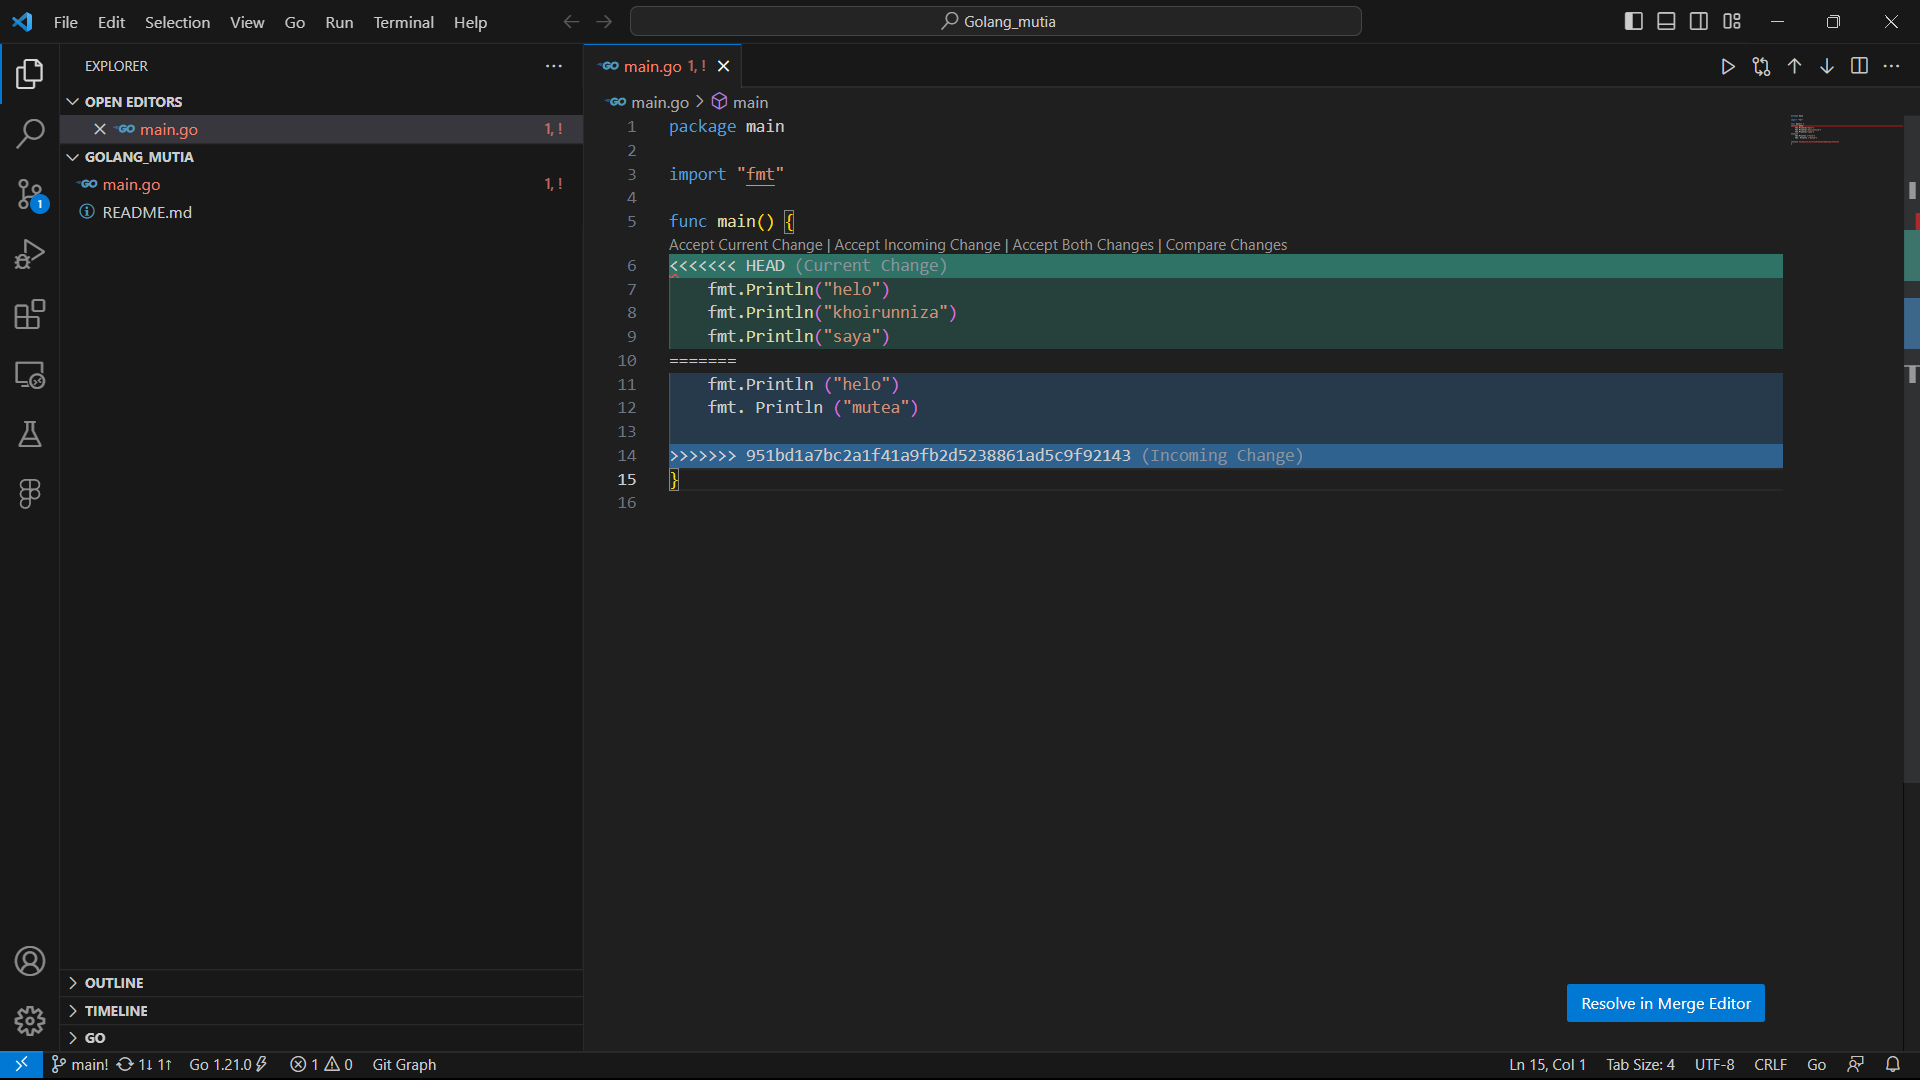 File Edit Selection View Go Run Terminal Help
Golang_mutia
EXPLORER
OPEN EDITORS
main.go 1, !
GOLANG_MUTIA
main.go 1, !
README.md
OUTLINE
TIMELINE
GO
main.go 1, !
main.go > main
1 package main
2
3 import "fmt"
4
5 func main() {
Accept Current Change | Accept Incoming Change | Accept Both Changes | Compare Changes
6 <<<<<<< HEAD (Current Change)
7 fmt.Println("helo")
8 fmt.Println("khoirunniza")
9 fmt.Println("saya")
10 =======
11 fmt.Println ("helo")
12 fmt. Println ("mutea")
13
14 >>>>>>> 951bd1a7bc2a1f41a9fb2d5238861ad5c9f92143 (Incoming Change)
15 }
16
Resolve in Merge Editor
1
main! 1↓ 1↑ Go 1.21.0 1 0 Git Graph
Ln 15, Col 1 Tab Size: 4 UTF-8 CRLF Go